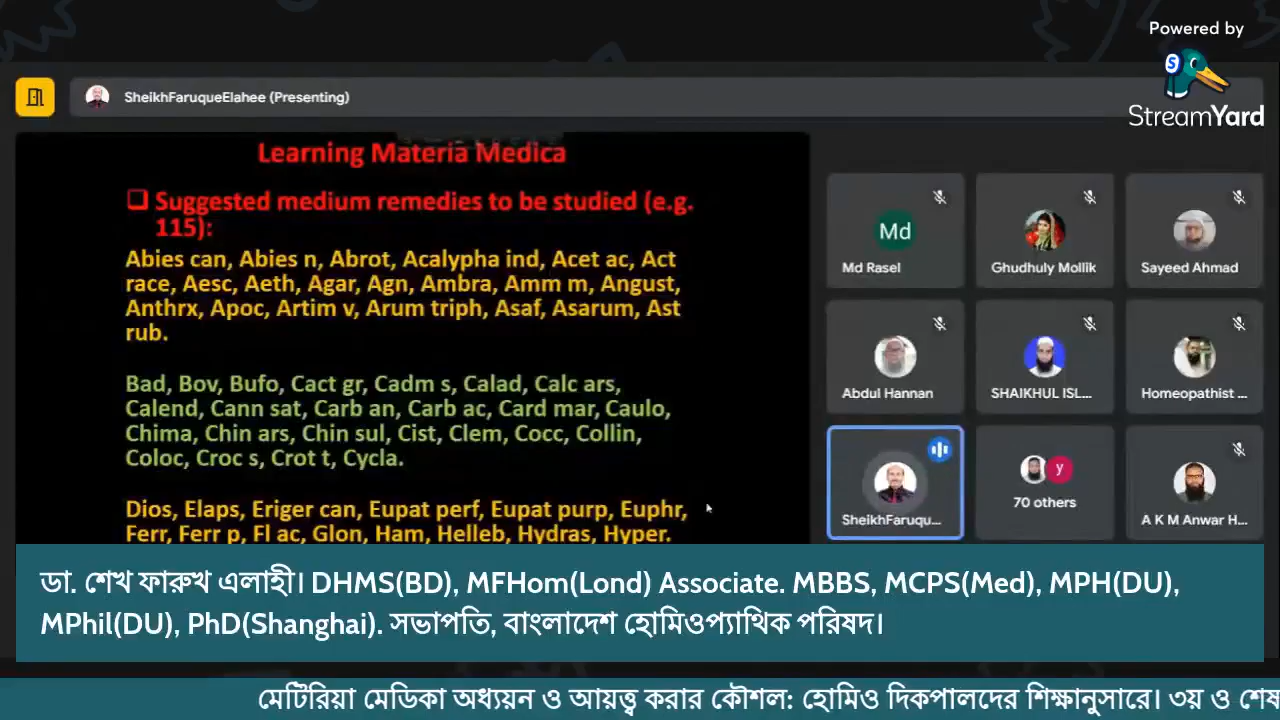 Powered by
StreamYard
SheikhFaruqueElahee (Presenting)
Learning Materia Medica
Suggested medium remedies to be studied (e.g.
115):
Abies can, Abies n, Abrot, Acalypha ind, Acet ac, Act
race, Aesc, Aeth, Agar, Agn, Ambra, Amm m, Angust,
Anthrx, Apoc, Artim v, Arum triph, Asaf, Asarum, Ast
rub.
Bad, Bov, Bufo, Cact gr, Cadm s, Calad, Calc ars,
Calend, Cann sat, Carb an, Carb ac, Card mar, Caulo,
Chima, Chin ars, Chin sul, Cist, Clem, Cocc, Collin,
Coloc, Croc s, Crot t, Cycla.
Dios, Elaps, Eriger can, Eupat perf, Eupat purp, Euphr,
Ferr, Ferr p, Fl ac, Glon, Ham, Helleb, Hydras, Hyper.
Md
Md Rasel
Ghudhuly Mollik
Sayeed Ahmad
Abdul Hannan
SHAIKHUL ISL...
Homeopathist ...
SheikhFaruqu...
y
70 others
A K M Anwar H...
ডা. শেখ ফারুখ এলাহী। DHMS(BD), MFHom(Lond) Associate. MBBS, MCPS(Med), MPH(DU),
MPhil(DU), PhD(Shanghai). সভাপতি, বাংলাদেশ হোমিওপ্যাথিক পরিষদ।
মেটিরিয়া মেডিকা অধ্যয়ন ও আয়ত্ব করার কৌশল: হোমিও দিকপালদের শিক্ষানুসারে। ৩য় ও শেষ